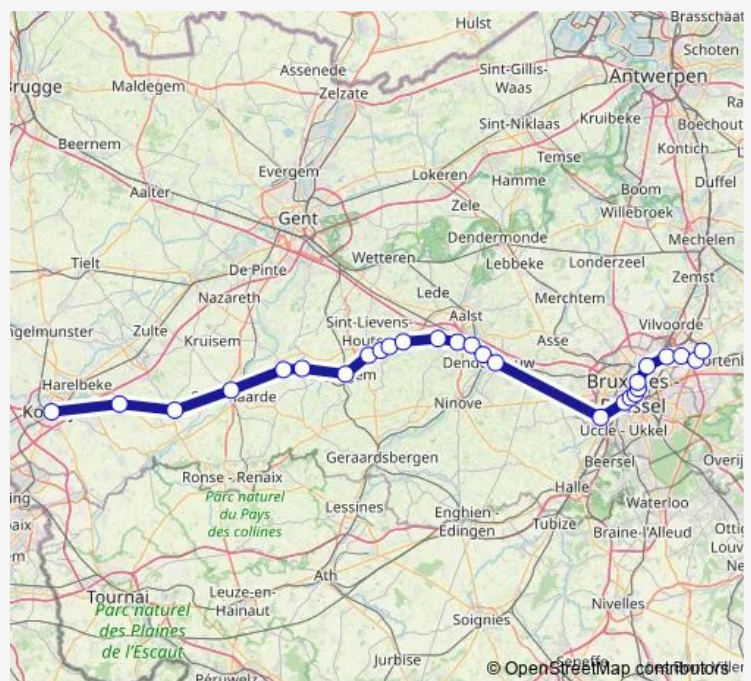 Hulst
Brasschaat
Schoten
Assenede
Sint-Gillis-
Waas
Antwerpen
Maldegem
Zelzate
Kruibeke
Boechout
Sint-Niklaas
Beernem
Kontich
Temse
Evergem
Lokeren
Hamme
Duffel
Aalter
Boom
Zele
Willebroek
Gent
Dendermonde
Mechelen
Wetteren
Lebbeke
Londerzeel
Tielt
De Pinte
Zemst
Lede
Merchtem
Nazareth
Aalst
Zulte
Kruisem
Sint-Lievens-
Vilvoorde
Asse
Harelbeke
Ninove
Uccle - Ukkel
Geraardsbergen
Beersel
Ronse - Renaix
Halle
Parc naturel
du Pays
des collines
Waterloo
Lessines
Enghien -
Edingen
Tubize
Braine-l'Alleud
Ath
Tournai
Leuze-en-
Hainaut
Nivelles
Parc naturel
des Plaines
de l'Escaut
Soignies
Jurbise
© OpenStreetMap contributors